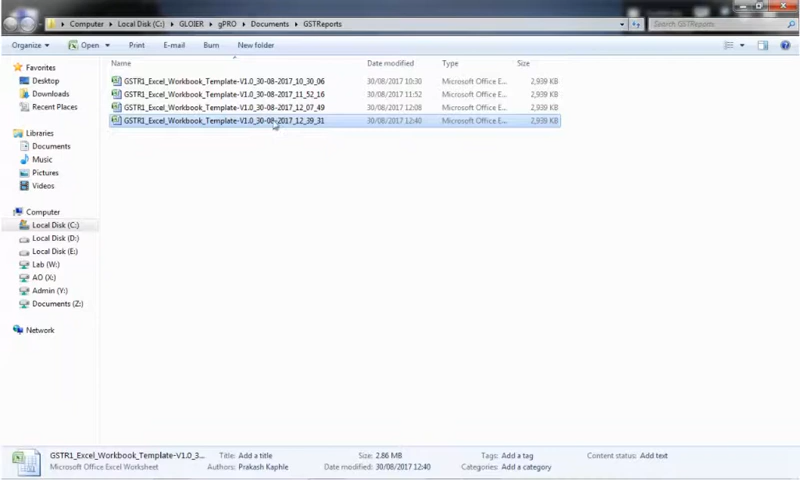 Computer ▸ Local Disk (C:) ▸ GLOIER ▸ gPRO ▸ Documents ▸ GSTReports
Search GSTReports
Organize Open Print E-mail Burn New folder
Name Date modified Type Size
GSTR1_Excel_Workbook_Template-V1.0_30-08-2017_10_30_06 30/08/2017 10:30 Microsoft Office E... 2,939 KB
GSTR1_Excel_Workbook_Template-V1.0_30-08-2017_11_52_16 30/08/2017 11:52 Microsoft Office E... 2,939 KB
GSTR1_Excel_Workbook_Template-V1.0_30-08-2017_12_07_49 30/08/2017 12:08 Microsoft Office E... 2,939 KB
GSTR1_Excel_Workbook_Template-V1.0_30-08-2017_12_39_31 30/08/2017 12:40 Microsoft Office E... 2,939 KB
Favorites
Desktop
Downloads
Recent Places
Libraries
Documents
Music
Pictures
Videos
Computer
Local Disk (C:)
Local Disk (D:)
Local Disk (E:)
Lab (W:)
AO (X:)
Admin (Y:)
Documents (Z:)
Network
GSTR1_Excel_Workbook_Template-V1.0_3... Title: Add a title Size: 2.86 MB Tags: Add a tag Content status: Add text
Microsoft Office Excel Worksheet Authors: Prakash Kaphle Date modified: 30/08/2017 12:40 Categories: Add a category